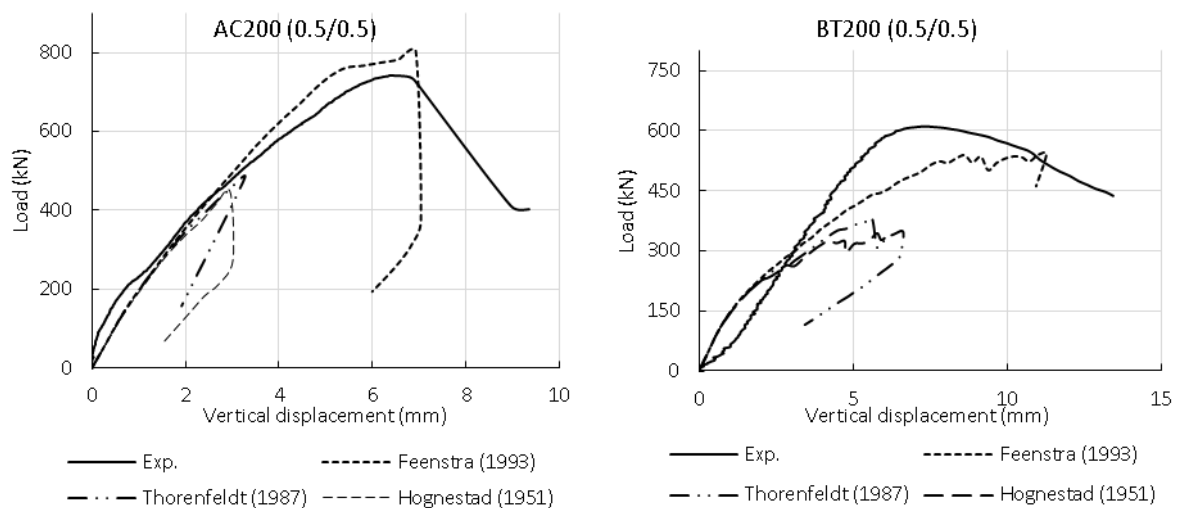 AC200 (0.5/0.5)
800
600
400
200
0
Load (kN)
0 2 4 6 8 10
Vertical displacement (mm)
Exp. Feenstra (1993)
Thorenfeldt (1987) Hognestad (1951)
BT200 (0.5/0.5)
750
600
450
300
150
0
Load (kN)
0 5 10 15
Vertical displacement (mm)
Exp. Feenstra (1993)
Thorenfeldt (1987) Hognestad (1951)